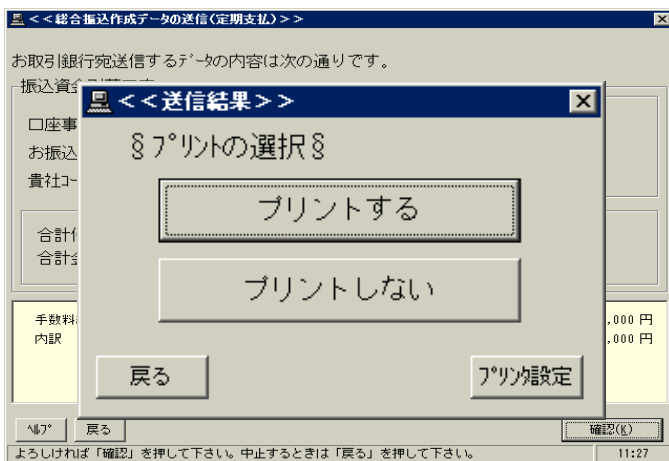 <<総合振込作成データの送信(定期支払)>>
お取引銀行宛送信するデータの内容は次の通りです。
振込資金
口座事
お振込
貴社コー
合計
合計金
手数料
,000 円
内訳
,000 円
<<送信結果>>
§プリントの選択§
プリントする
プリントしない
戻る
プリンタ設定
ヘルプ
戻る
確認(K)
よろしければ「確認」を押して下さい。中止するときは「戻る」を押して下さい。
11:27